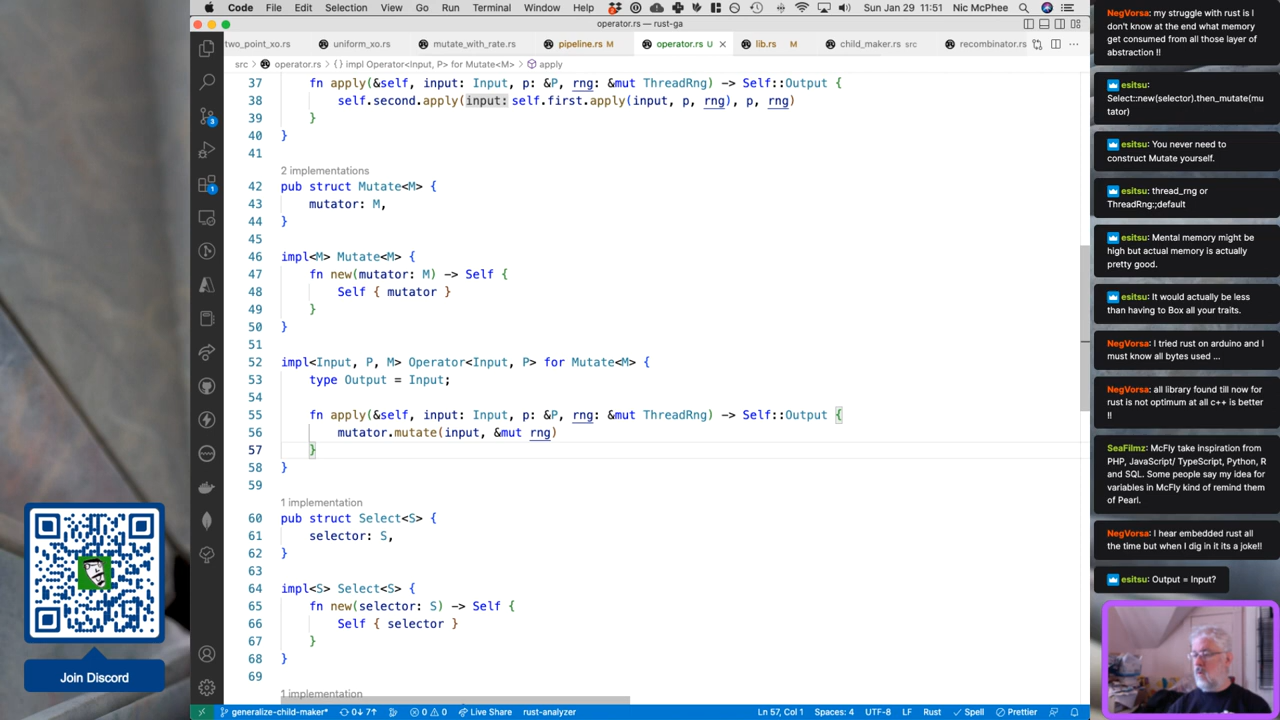 Code File Edit Selection View Go Run Terminal Window Help Sun Jan 29 11:51 Nic McPhee
operator.rs — rust-ga
two_point_xo.rs uniform_xo.rs mutate_with_rate.rs pipeline.rs M operator.rs U lib.rs M child_maker.rs src recombinator.rs
src > operator.rs > { } impl Operator<Input, P> for Mutate<M> > apply
37 fn apply(&self, input: Input, p: &P, rng: &mut ThreadRng) -> Self::Output {
38 self.second.apply(input: self.first.apply(input, p, rng), p, rng)
39 }
40 }
41
2 implementations
42 pub struct Mutate<M> {
43 mutator: M,
44 }
45
46 impl<M> Mutate<M> {
47 fn new(mutator: M) -> Self {
48 Self { mutator }
49 }
50 }
51
52 impl<Input, P, M> Operator<Input, P> for Mutate<M> {
53 type Output = Input;
54
55 fn apply(&self, input: Input, p: &P, rng: &mut ThreadRng) -> Self::Output {
56 mutator.mutate(input, &mut rng)
57 }
58 }
59
1 implementation
60 pub struct Select<S> {
61 selector: S,
62 }
63
64 impl<S> Select<S> {
65 fn new(selector: S) -> Self {
66 Self { selector }
67 }
68 }
69
1 implementation
3
1
generalize-child-maker* 0↓ 7↑ 0 0 Live Share rust-analyzer Ln 57, Col 1 Spaces: 4 UTF-8 LF Rust Spell Prettier
Join Discord
NegVorsa: my struggle with rust is I
don't know at the end what memory
get consumed from all those layer of
abstraction !!
esitsu:
Select::new(selector).then_mutate(mu
tator)
esitsu: You never need to
construct Mutate yourself.
esitsu: thread_rng or
ThreadRng:;default
esitsu: Mental memory might be
high but actual memory is actually
pretty good.
esitsu: It would actually be less
than having to Box all your traits.
NegVorsa: I tried rust on arduino and I
must know all bytes used ...
NegVorsa: all library found till now for
rust is not optimum at all c++ is better
!!
SeaFilmz: McFly take inspiration from
PHP, JavaScript/ TypeScript, Python, R
and SQL. Some people say my idea for
variables in McFly kind of remind them
of Pearl.
NegVorsa: I hear embedded rust all
the time but when I dig in it its a joke!!
esitsu: Output = Input?